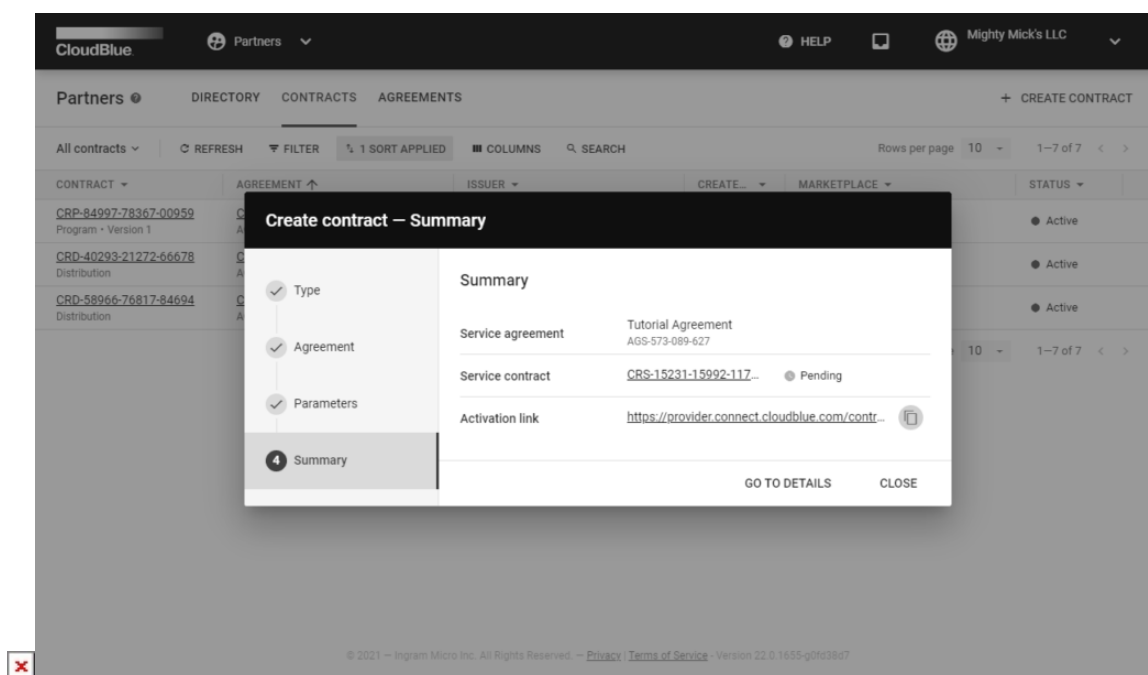 CloudBlue.
Partners
HELP
Mighty Mick's LLC
Partners
DIRECTORY CONTRACTS AGREEMENTS
+ CREATE CONTRACT
All contracts
REFRESH
FILTER
1 SORT APPLIED
COLUMNS
SEARCH
Rows per page 10
1–7 of 7
CONTRACT AGREEMENT ISSUER CREATE... MARKETPLACE STATUS
CRP-84997-78367-00959
Program • Version 1
Active
CRD-40293-21272-66678
Distribution
Active
CRD-58966-76817-84694
Distribution
Active
10
1–7 of 7
Create contract — Summary
Type
Agreement
Parameters
4 Summary
Summary
Service agreement
Tutorial Agreement
AGS-573-089-627
Service contract
CRS-15231-15992-117...
Pending
Activation link
https://provider.connect.cloudblue.com/contr...
GO TO DETAILS
CLOSE
© 2021 — Ingram Micro Inc. All Rights Reserved. — Privacy | Terms of Service - Version 22.0.1655-g0fd38d7